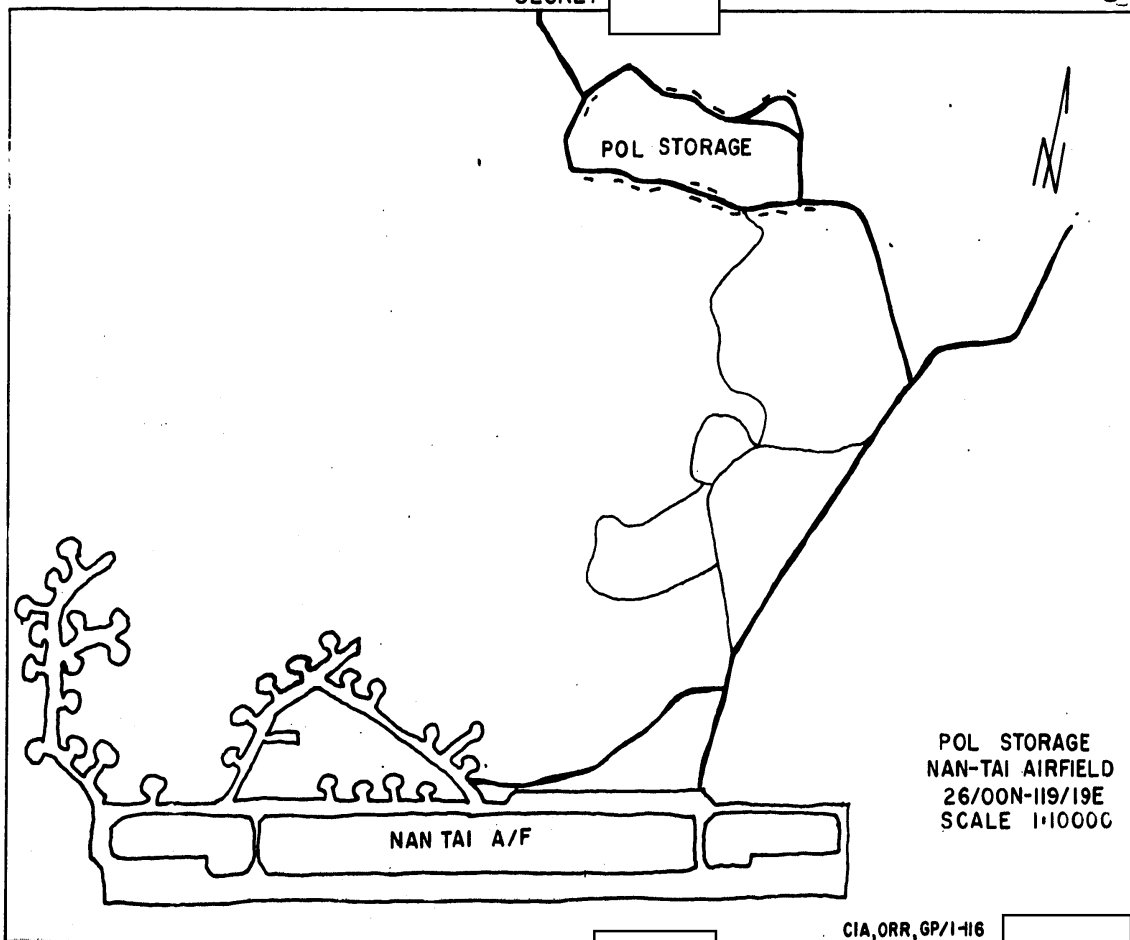 SECRET
N
POL STORAGE
NAN TAI A/F
POL STORAGE
NAN-TAI AIRFIELD
26/00N-119/19E
SCALE 1:10000
CIA, ORR, GP/I-116